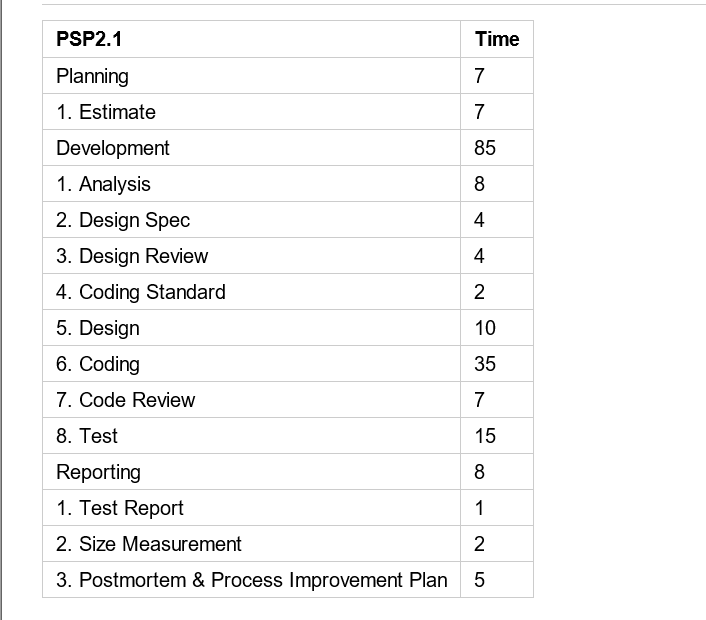 PSP2.1 Time
Planning 7
1. Estimate 7
Development 85
1. Analysis 8
2. Design Spec 4
3. Design Review 4
4. Coding Standard 2
5. Design 10
6. Coding 35
7. Code Review 7
8. Test 15
Reporting 8
1. Test Report 1
2. Size Measurement 2
3. Postmortem & Process Improvement Plan 5